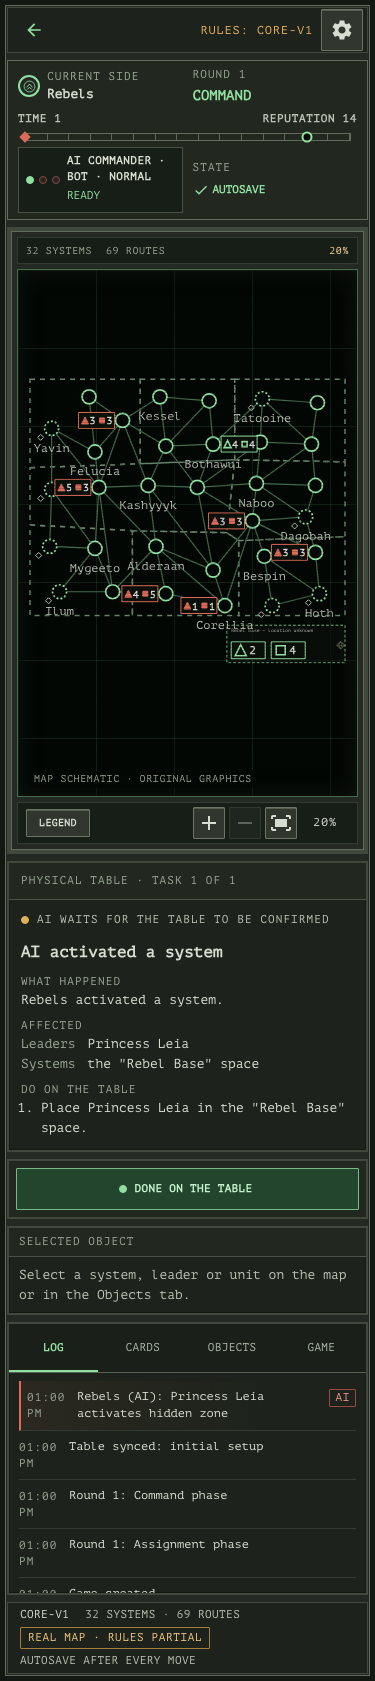 RULES: CORE-V1
CURRENT SIDE
Rebels
ROUND 1
COMMAND
TIME 1
REPUTATION 14
AI COMMANDER ·
BOT · NORMAL
READY
STATE
AUTOSAVE
32 SYSTEMS 69 ROUTES
20%
3 3
Kessel
Tatooine
Yavin
4 4
Bothawui
Felucia
5 3
Kashyyyk
Naboo
3 3
Dagobah
3 3
Mygeeto
Alderaan
Bespin
4 5
1 1
Ilum
Hoth
Corellia
location unknown
2
4
MAP SCHEMATIC · ORIGINAL GRAPHICS
LEGEND
20%
PHYSICAL TABLE · TASK 1 OF 1
AI WAITS FOR THE TABLE TO BE CONFIRMED
AI activated a system
WHAT HAPPENED
Rebels activated a system.
AFFECTED
Leaders Princess Leia
Systems the "Rebel Base" space
DO ON THE TABLE
1. Place Princess Leia in the "Rebel Base"
space.
DONE ON THE TABLE
SELECTED OBJECT
Select a system, leader or unit on the map
or in the Objects tab.
LOG
CARDS
OBJECTS
GAME
01:00 PM
Rebels (AI): Princess Leia
activates hidden zone
AI
01:00 PM
Table synced: initial setup
01:00 PM
Round 1: Command phase
01:00 PM
Round 1: Assignment phase
01:00
Game created
CORE-V1 32 SYSTEMS · 69 ROUTES
REAL MAP · RULES PARTIAL
AUTOSAVE AFTER EVERY MOVE